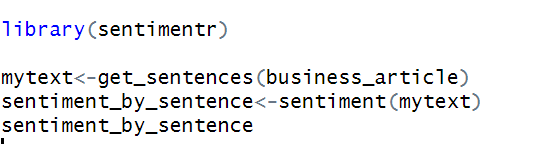 library(sentimentr)
mytext<-get_sentences(business_article)
sentiment_by_sentence<-sentiment(mytext)
sentiment_by_sentence